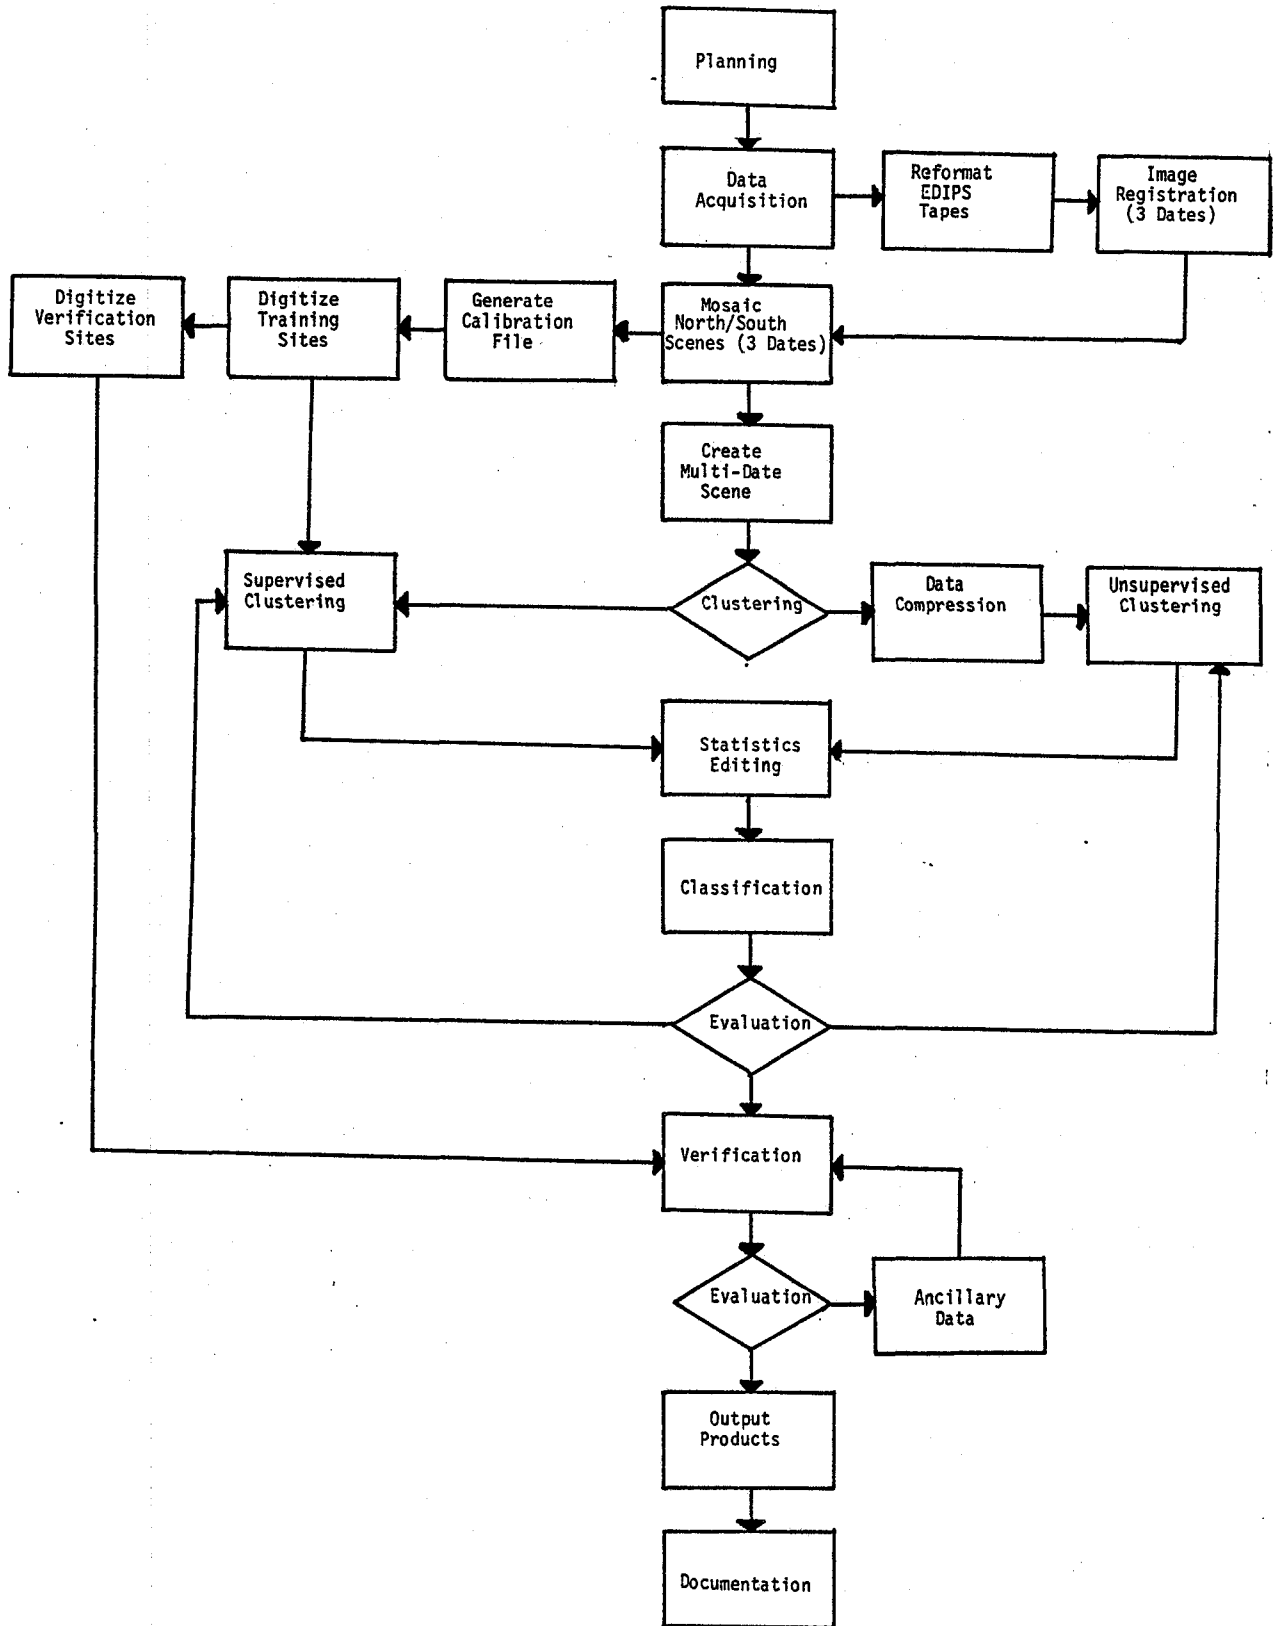 Planning
Data
Acquisition
Reformat
EDIPS
Tapes
Image
Registration
(3 Dates)
Digitize
Verification
Sites
Digitize
Training
Sites
Generate
Calibration
File
Mosaic
North/South
Scenes (3 Dates)
Create
Multi-Date
Scene
Supervised
Clustering
Clustering
Data
Compression
Unsupervised
Clustering
Statistics
Editing
Classification
Evaluation
Verification
Evaluation
Ancillary
Data
Output
Products
Documentation